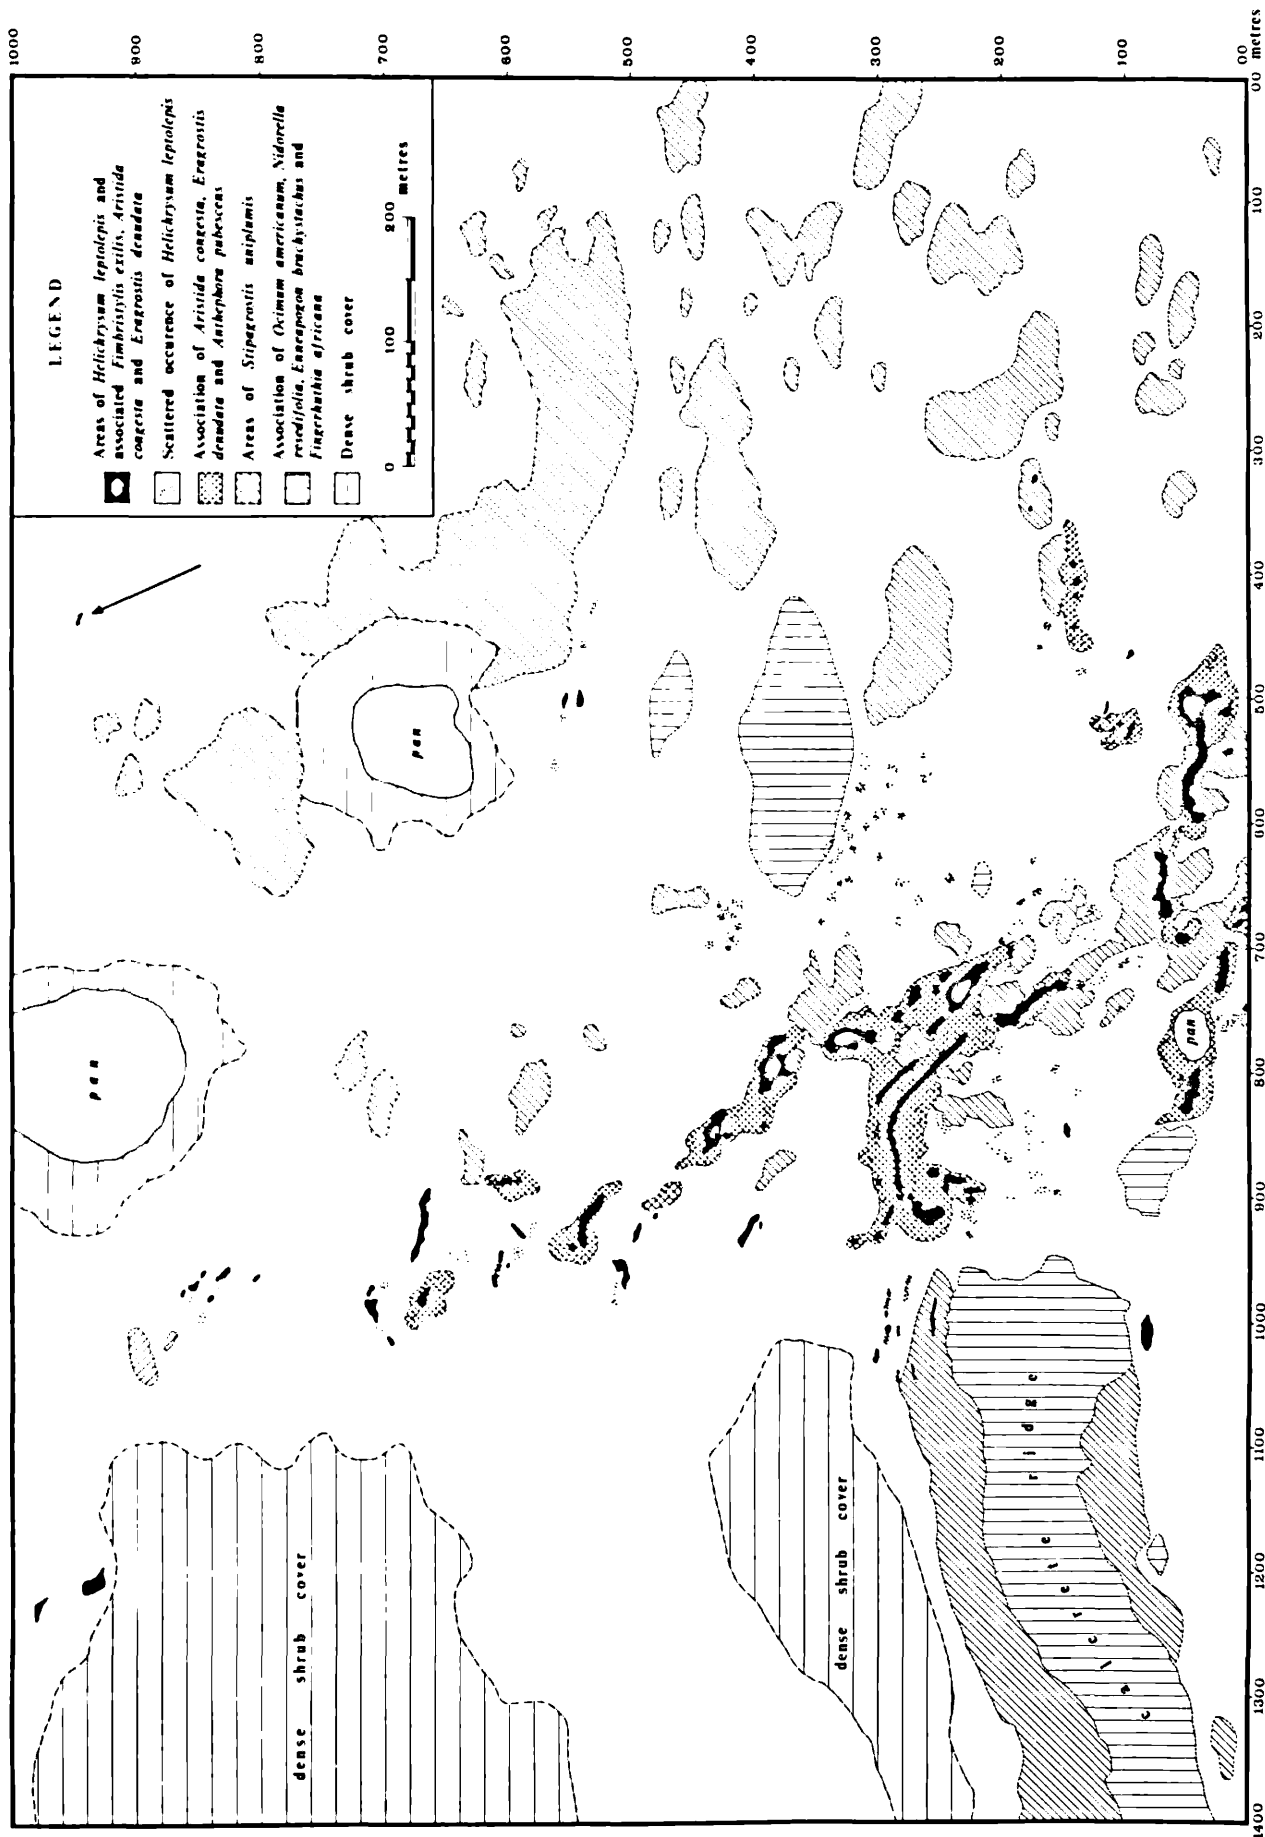 LEGEND
Areas of Helichrysum leptolepis and
associated Fimbristylis exilis, Aristida
congesta and Eragrostis denudata
Scattered occurence of Helichrysum leptolepis
Association of Aristida congesta, Eragrostis
denudata and Anthephora pubescens
Areas of Stipagrostis uniplumis
Association of Ocimum americanum, Nidorella
resedifolia, Enneapogon brachystachus and
Fingerhuthia africana
Dense shrub cover
0 100 200 metres
pan
pan
pan
dense shrub cover
dense shrub cover
calcrete ridge
1000 900 800 700 600 500 400 300 200 100 00 metres
00
100
200
300
400
500
600
700
800
900
1000
1100
1200
1300
1400